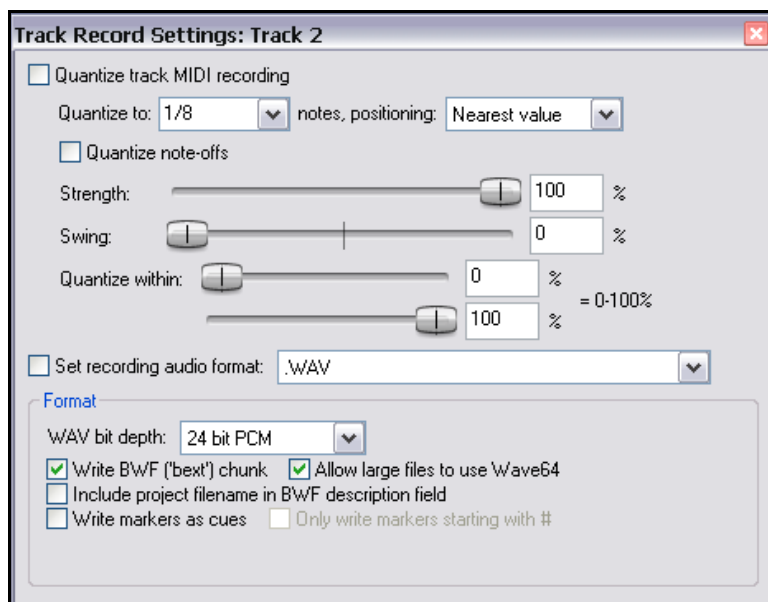 Track Record Settings: Track 2
Quantize track MIDI recording
Quantize to: 1/8 notes, positioning: Nearest value
Quantize note-offs
Strength: 100 %
Swing: 0 %
Quantize within: 0 %
= 0-100%
100 %
Set recording audio format: .WAV
Format
WAV bit depth: 24 bit PCM
Write BWF ('bext') chunk Allow large files to use Wave64
Include project filename in BWF description field
Write markers as cues Only write markers starting with #